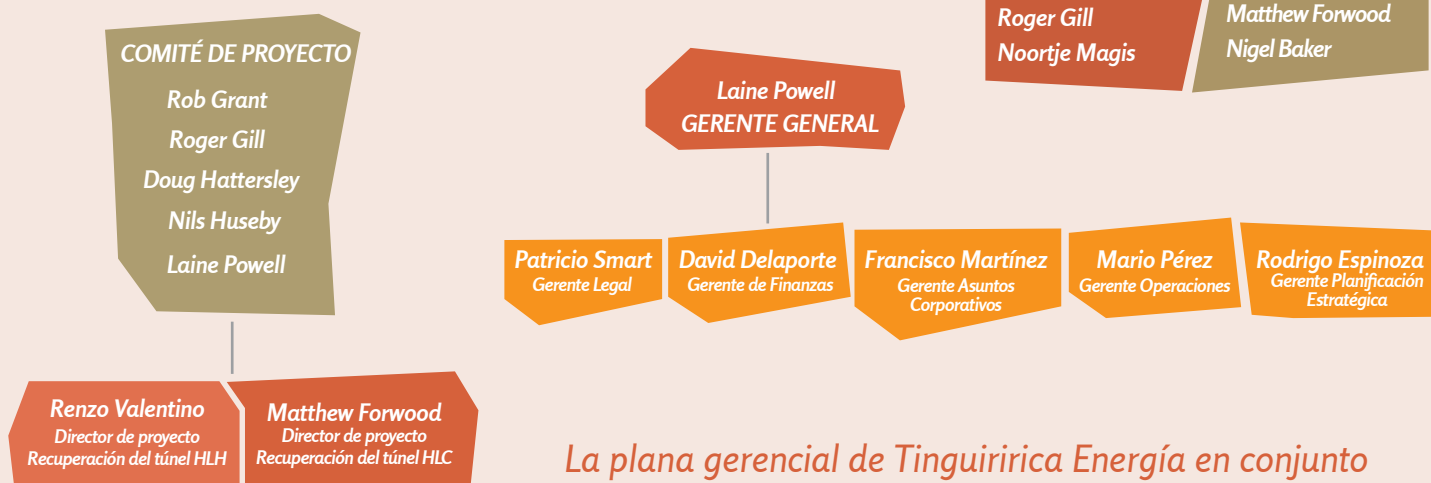 COMITÉ DE PROYECTO
Rob Grant
Roger Gill
Doug Hattersley
Nils Huseby
Laine Powell
Renzo Valentino
Director de proyecto
Recuperación del túnel HLH
Matthew Forwood
Director de proyecto
Recuperación del túnel HLC
Roger Gill
Noortje Magis
Matthew Forwood
Nigel Baker
Laine Powell
GERENTE GENERAL
Patricio Smart
Gerente Legal
David Delaporte
Gerente de Finanzas
Francisco Martínez
Gerente Asuntos
Corporativos
Mario Pérez
Gerente Operaciones
Rodrigo Espinoza
Gerente Planificación
Estratégica
La plana gerencial de Tinguiririca Energía en conjunto